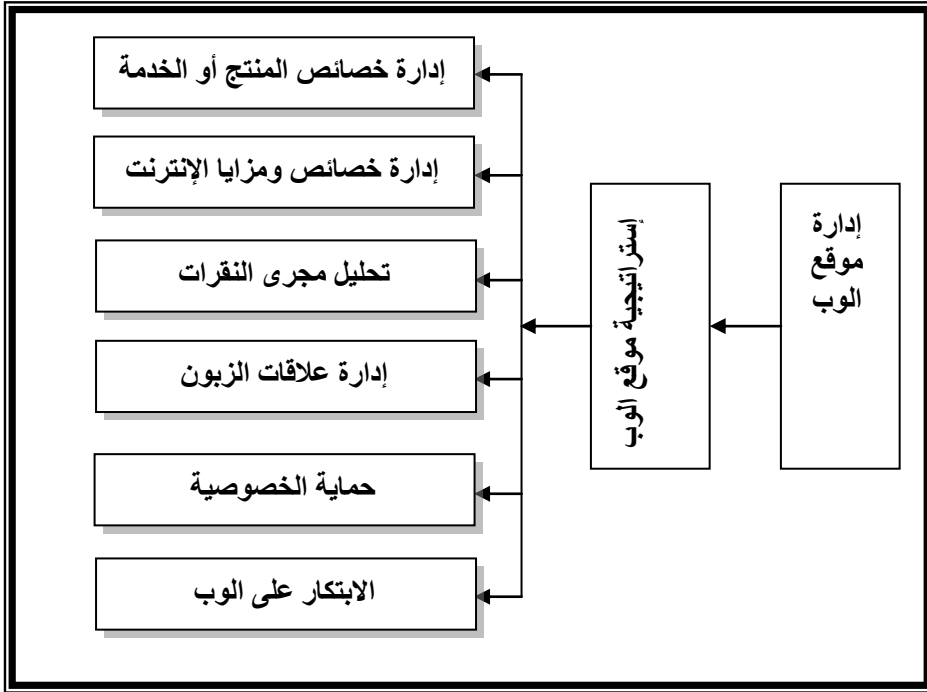 إدارة
موقع
الوب
إستراتيجية موقع الوب
إدارة خصائص المنتج أو الخدمة
إدارة خصائص ومزايا الإنترنت
تحليل مجرى النقرات
إدارة علاقات الزبون
حماية الخصوصية
الابتكار على الوب